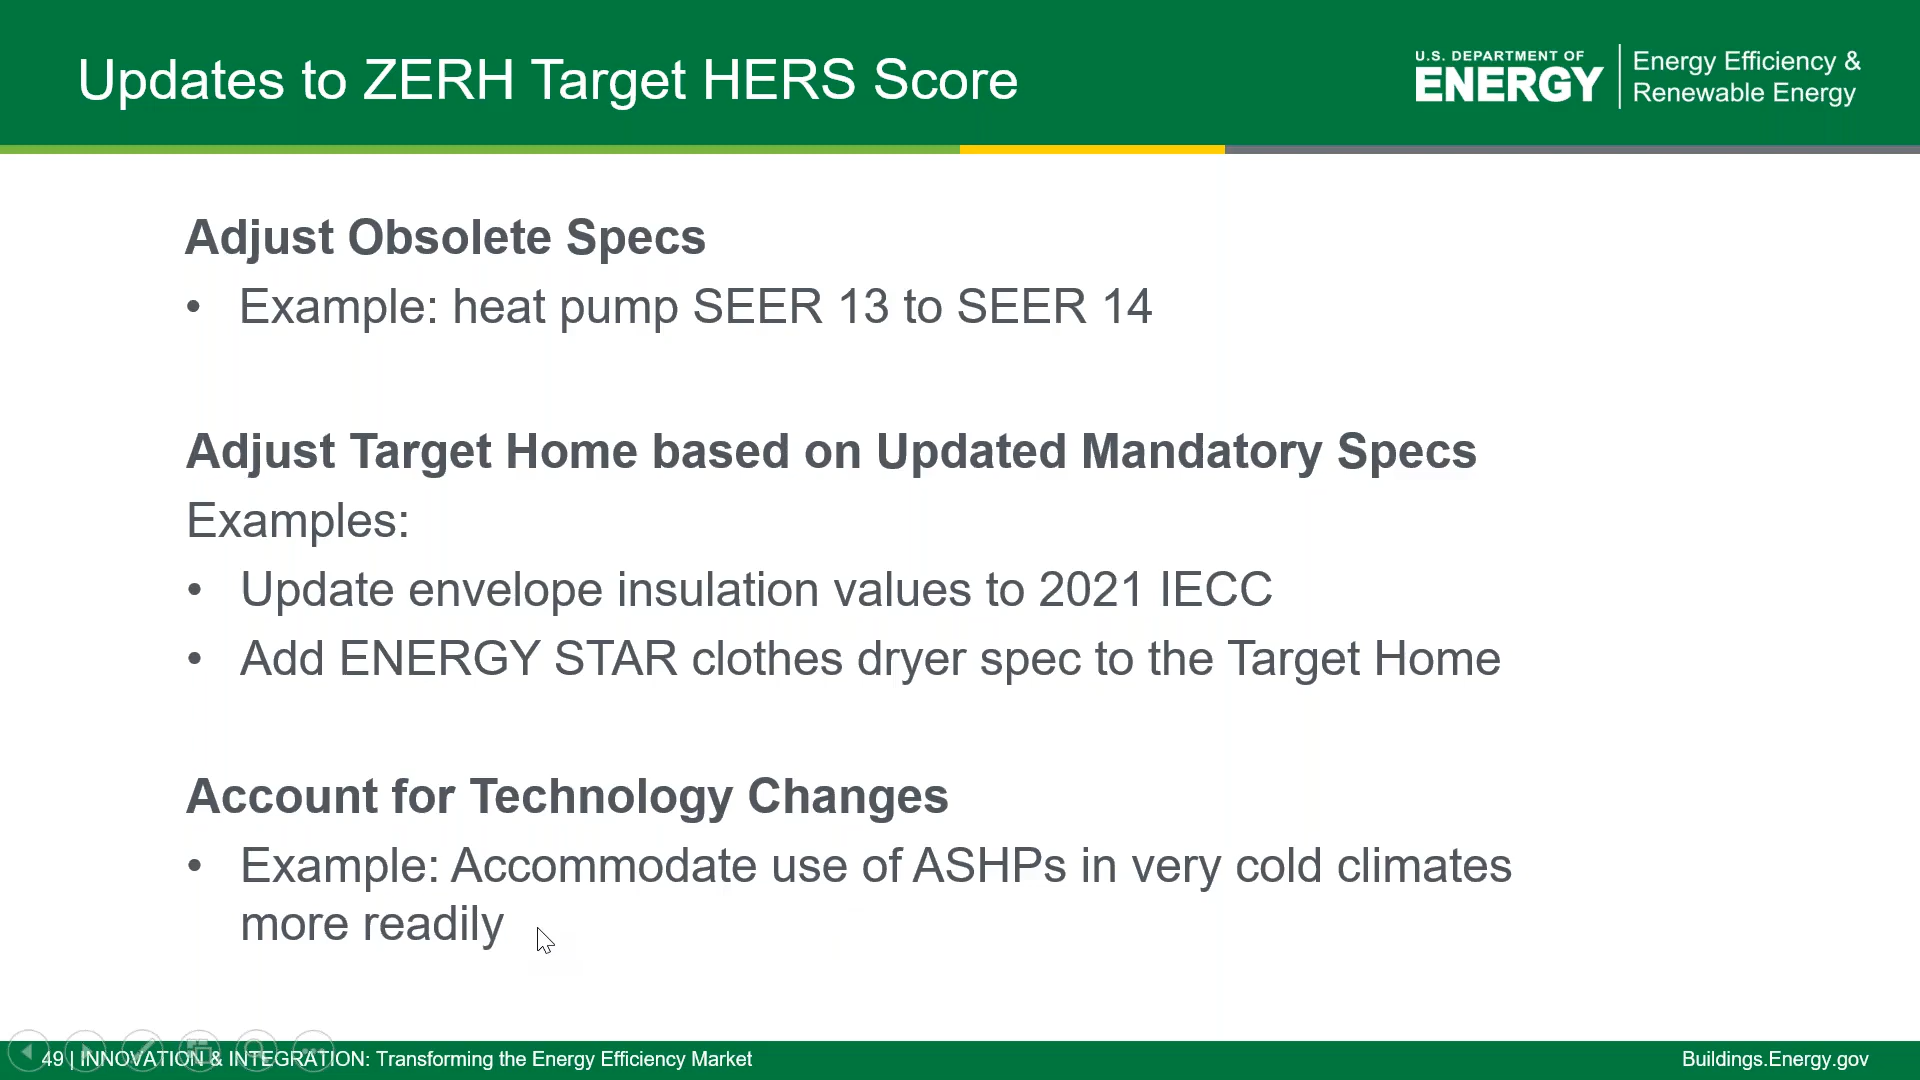 Updates to ZERH Target HERS Score
U.S. DEPARTMENT OF
ENERGY
Energy Efficiency &
Renewable Energy
Adjust Obsolete Specs
• Example: heat pump SEER 13 to SEER 14
Adjust Target Home based on Updated Mandatory Specs
Examples:
• Update envelope insulation values to 2021 IECC
• Add ENERGY STAR clothes dryer spec to the Target Home
Account for Technology Changes
• Example: Accommodate use of ASHPs in very cold climates
more readily
49 | INNOVATION & INTEGRATION: Transforming the Energy Efficiency Market
Buildings.Energy.gov